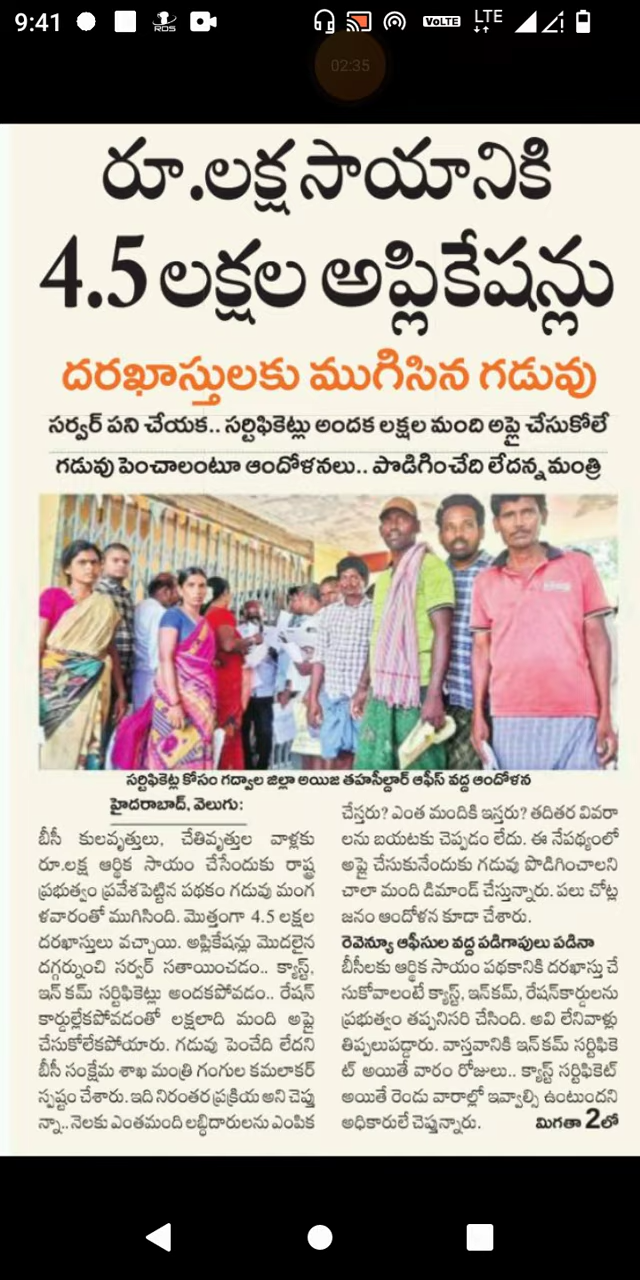 9:41
RDS
VoLTE
LTE
02:35
రూ.లక్ష సాయానికి
4.5 లక్షల అప్లికేషన్లు
దరఖాస్తులకు ముగిసిన గడువు
సర్వర్ పని చేయక.. సర్టిఫికెట్లు అందక లక్షల మంది అప్లై చేసుకోలే
గడువు పెంచాలంటూ ఆందోళనలు.. పొడిగించేది లేదన్న మంత్రి
సర్టిఫికెట్ల కోసం గద్వాల జిల్లా అయిజ తహసీల్దార్ ఆఫీస్ వద్ద ఆందోళన
హైదరాబాద్, వెలుగు:
బీసీ కులవృత్తులు, చేతివృత్తుల వాళ్లకు
రూ.లక్ష ఆర్థిక సాయం చేసేందుకు రాష్ట్ర
ప్రభుత్వం ప్రవేశపెట్టిన పథకం గడువు మంగ
ళవారంతో ముగిసింది. మొత్తంగా 4.5 లక్షల
దరఖాస్తులు వచ్చాయి. అప్లికేషన్లు మొదలైన
దగ్గర్నుంచి సర్వర్ సతాయించడం.. క్యాస్ట్,
ఇన్ కమ్ సర్టిఫికెట్లు అందకపోవడం.. రేషన్
కార్డుల్లేకపోవడంతో లక్షలాది మంది అప్లై
చేసుకోలేకపోయారు. గడువు పెంచేది లేదని
బీసీ సంక్షేమ శాఖ మంత్రి గంగుల కమలాకర్
స్పష్టం చేశారు. ఇది నిరంతర ప్రక్రియ అని చెప్తు
న్నా.. నెలకు ఎంతమంది లబ్ధిదారులను ఎంపిక
చేస్తరు? ఎంత మందికి ఇస్తరు? తదితర వివరా
లను బయటకు చెప్పడం లేదు. ఈ నేపథ్యంలో
అప్లై చేసుకునేందుకు గడువు పొడిగించాలని
చాలా మంది డిమాండ్ చేస్తున్నారు. పలు చోట్ల
జనం ఆందోళన కూడా చేశారు.
రెవెన్యూ ఆఫీసుల వద్ద పడిగాపులు పడినా
బీసీలకు ఆర్థిక సాయం పథకానికి దరఖాస్తు చే
సుకోవాలంటే క్యాస్ట్, ఇన్‌కమ్, రేషన్‌కార్డులను
ప్రభుత్వం తప్పనిసరి చేసింది. అవి లేనివాళ్లు
తిప్పలుపడ్డారు. వాస్తవానికి ఇన్ కమ్ సర్టిఫికె
ట్ అయితే వారం రోజులు.. క్యాస్ట్ సర్టిఫికెట్
అయితే రెండు వారాల్లో ఇవ్వాల్సి ఉంటుందని
అధికారులే చెప్తున్నారు. మిగతా 2లో